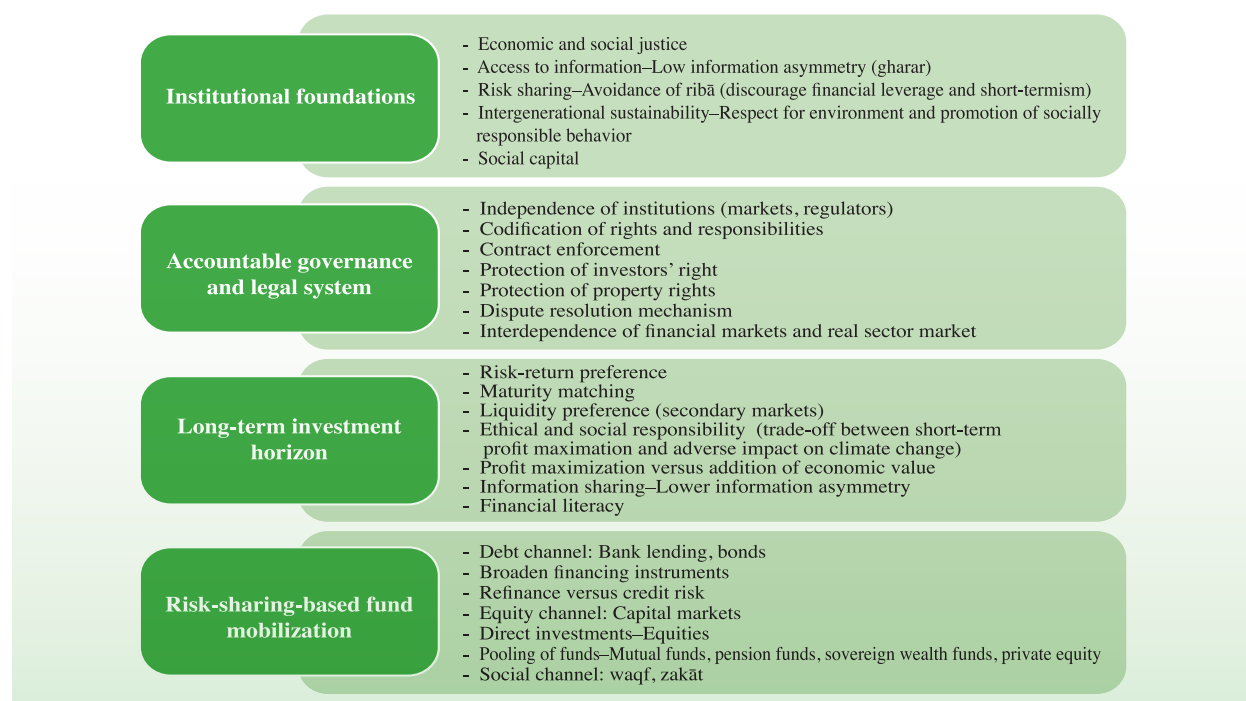 Institutional foundations
- Economic and social justice
- Access to information–Low information asymmetry (gharar)
- Risk sharing–Avoidance of ribā (discourage financial leverage and short-termism)
- Intergenerational sustainability–Respect for environment and promotion of socially
responsible behavior
- Social capital
Accountable governance
and legal system
- Independence of institutions (markets, regulators)
- Codification of rights and responsibilities
- Contract enforcement
- Protection of investors’ right
- Protection of property rights
- Dispute resolution mechanism
- Interdependence of financial markets and real sector market
Long-term investment
horizon
- Risk-return preference
- Maturity matching
- Liquidity preference (secondary markets)
- Ethical and social responsibility (trade-off between short-term
profit maximation and adverse impact on climate change)
- Profit maximization versus addition of economic value
- Information sharing–Lower information asymmetry
- Financial literacy
Risk-sharing-based fund
mobilization
- Debt channel: Bank lending, bonds
- Broaden financing instruments
- Refinance versus credit risk
- Equity channel: Capital markets
- Direct investments–Equities
- Pooling of funds–Mutual funds, pension funds, sovereign wealth funds, private equity
- Social channel: waqf, zakāt